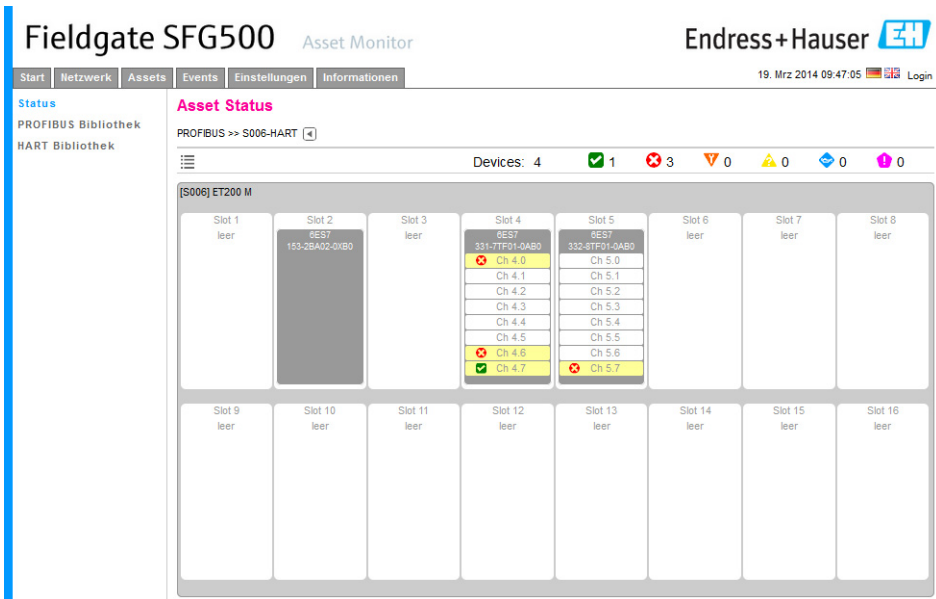 Fieldgate SFG500 Asset Monitor
Endress+Hauser EH
Start Netzwerk Assets Events Einstellungen Informationen
19. Mrz 2014 09:47:05 Login
Status
PROFIBUS Bibliothek
HART Bibliothek
Asset Status
PROFIBUS >> S006-HART
Devices: 4 1 3 0 0 0 0
[S006] ET200 M
Slot 1 Slot 2 Slot 3 Slot 4 Slot 5 Slot 6 Slot 7 Slot 8
leer 6ES7 leer 6ES7 6ES7 leer leer leer
153-2BA02-0XB0 331-7TF01-0AB0 332-8TF01-0AB0
Ch 4.0 Ch 5.0
Ch 4.1 Ch 5.1
Ch 4.2 Ch 5.2
Ch 4.3 Ch 5.3
Ch 4.4 Ch 5.4
Ch 4.5 Ch 5.5
Ch 4.6 Ch 5.6
Ch 4.7 Ch 5.7
Slot 9 Slot 10 Slot 11 Slot 12 Slot 13 Slot 14 Slot 15 Slot 16
leer leer leer leer leer leer leer leer